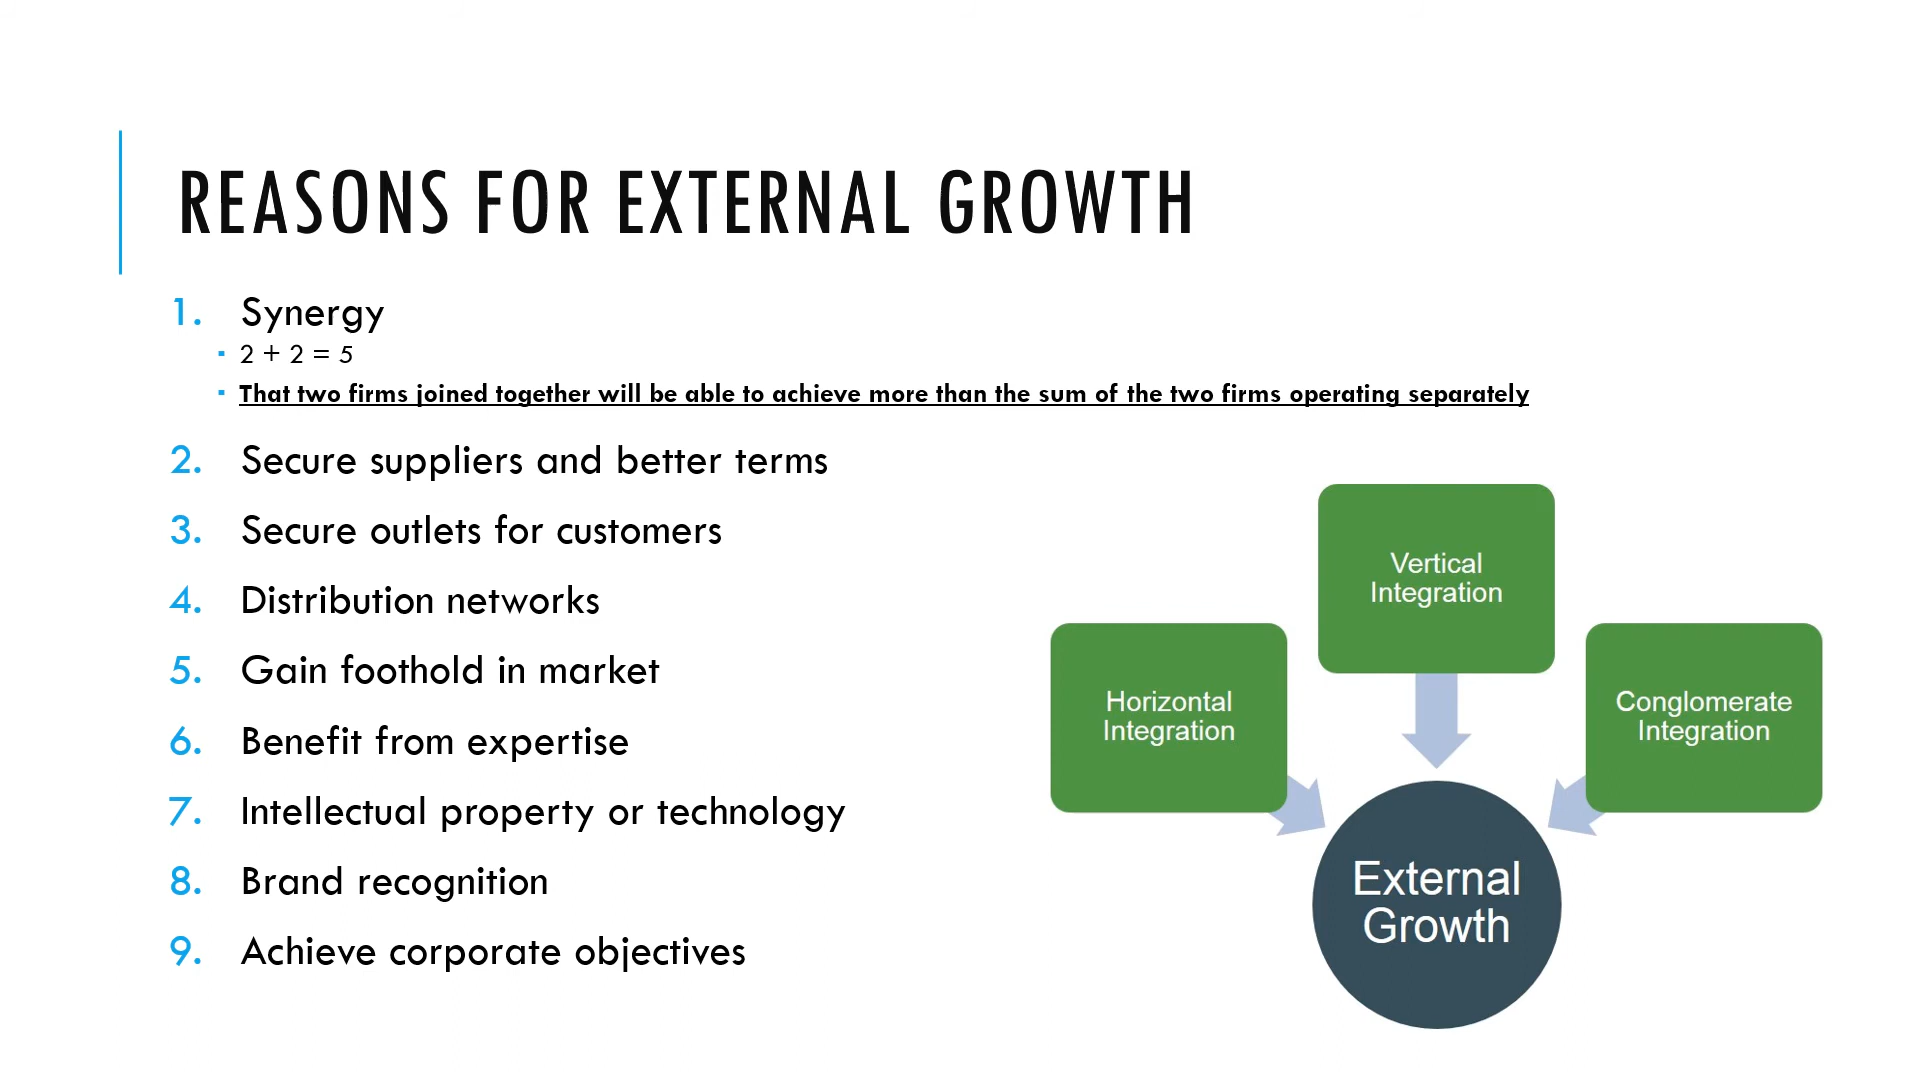 REASONS FOR EXTERNAL GROWTH
1. Synergy
▪ 2 + 2 = 5
▪ That two firms joined together will be able to achieve more than the sum of the two firms operating separately
2. Secure suppliers and better terms
3. Secure outlets for customers
4. Distribution networks
5. Gain foothold in market
6. Benefit from expertise
7. Intellectual property or technology
8. Brand recognition
9. Achieve corporate objectives
Horizontal
Integration
Vertical
Integration
Conglomerate
Integration
External
Growth